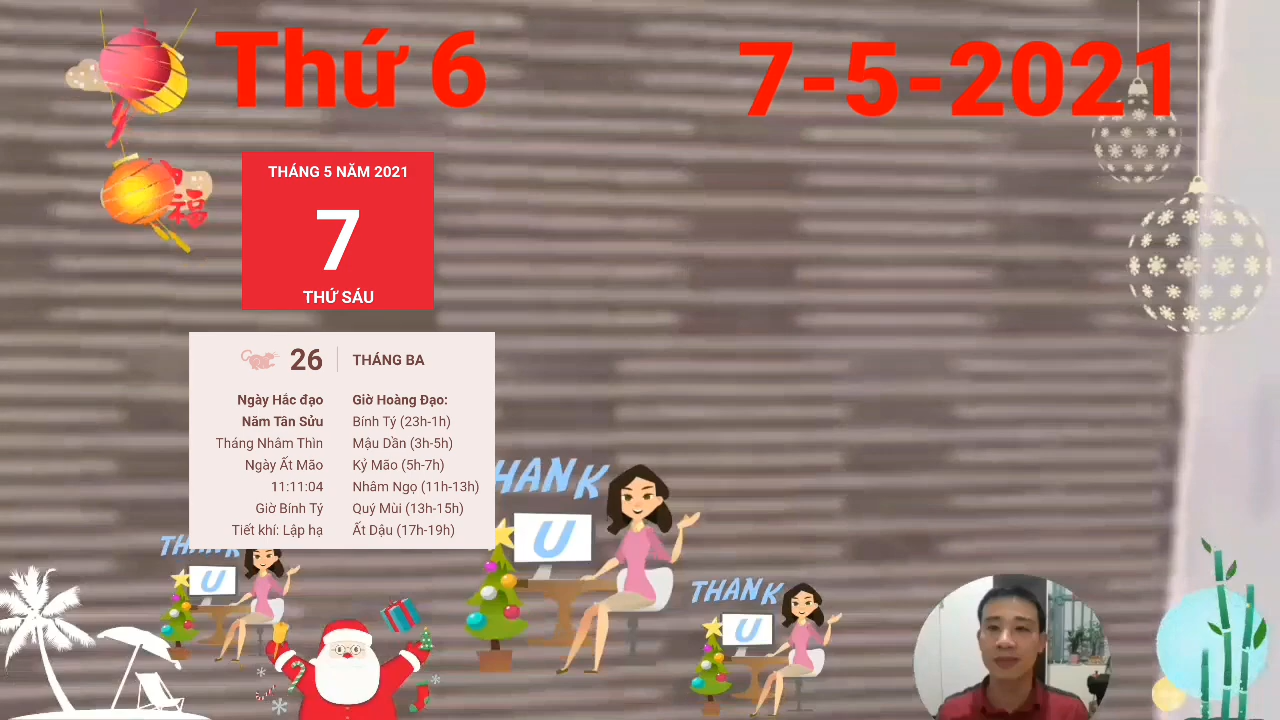 Thứ 6
7-5-2021
福
THÁNG 5 NĂM 2021
7
THỨ SÁU
26
THÁNG BA
Ngày Hắc đạo
Năm Tân Sửu
Tháng Nhâm Thìn
Ngày Ất Mão
11:11:04
Giờ Bính Tý
Tiết khí: Lập hạ
Giờ Hoàng Đạo:
Bính Tý (23h-1h)
Mậu Dần (3h-5h)
Kỷ Mão (5h-7h)
Nhâm Ngọ (11h-13h)
Quý Mùi (13h-15h)
Ất Dậu (17h-19h)
HANK
U
THANK
U
THANK
U